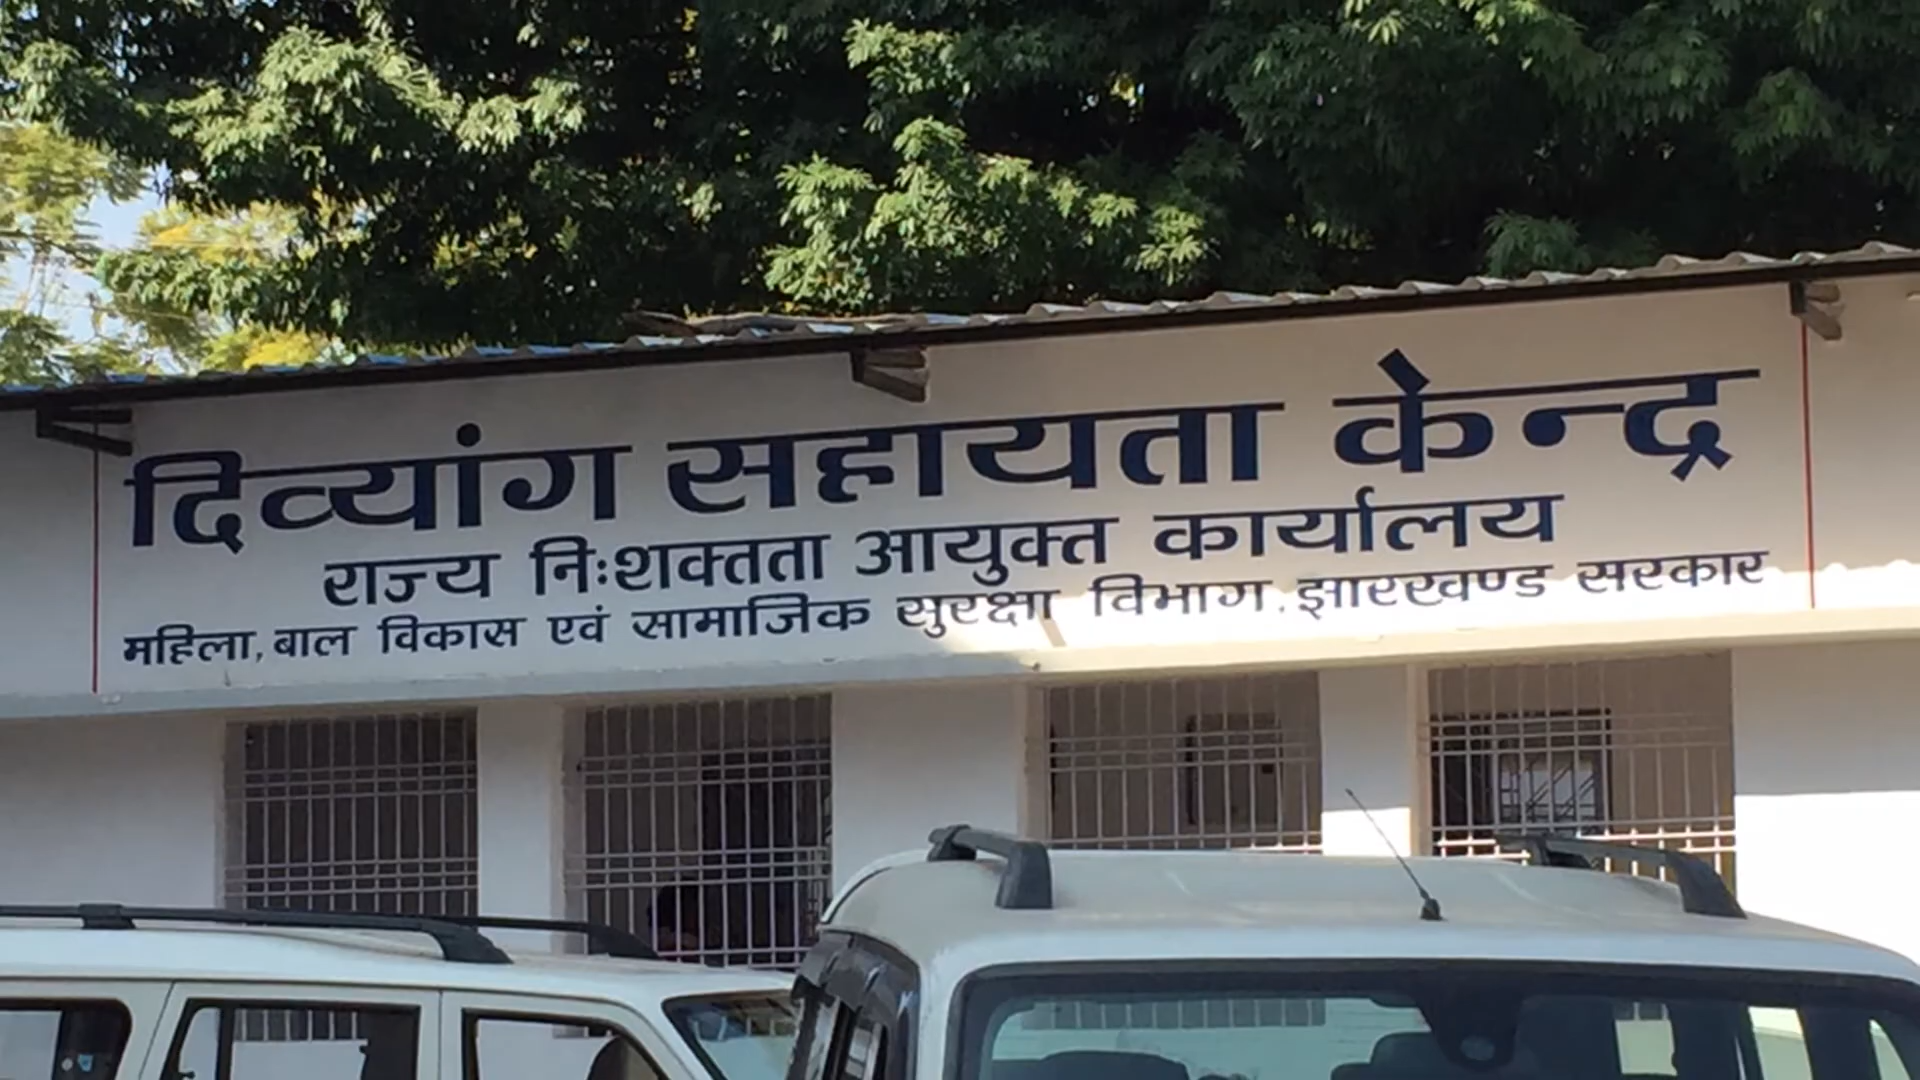 दिव्यांग सहायता केन्द्र
राज्य निःशक्तता आयुक्त कार्यालय
महिला, बाल विकास एवं सामाजिक सुरक्षा विभाग, झारखण्ड सरकार